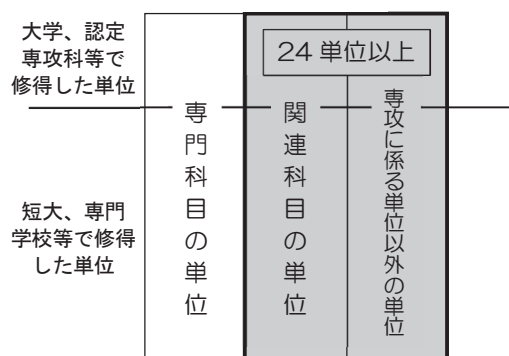 大学、認定
専攻科等で
修得した単位
24 単位以上
専門科目の単位
関連科目の単位
専攻に係る単位以外の単位
短大、専門
学校等で修得
した単位